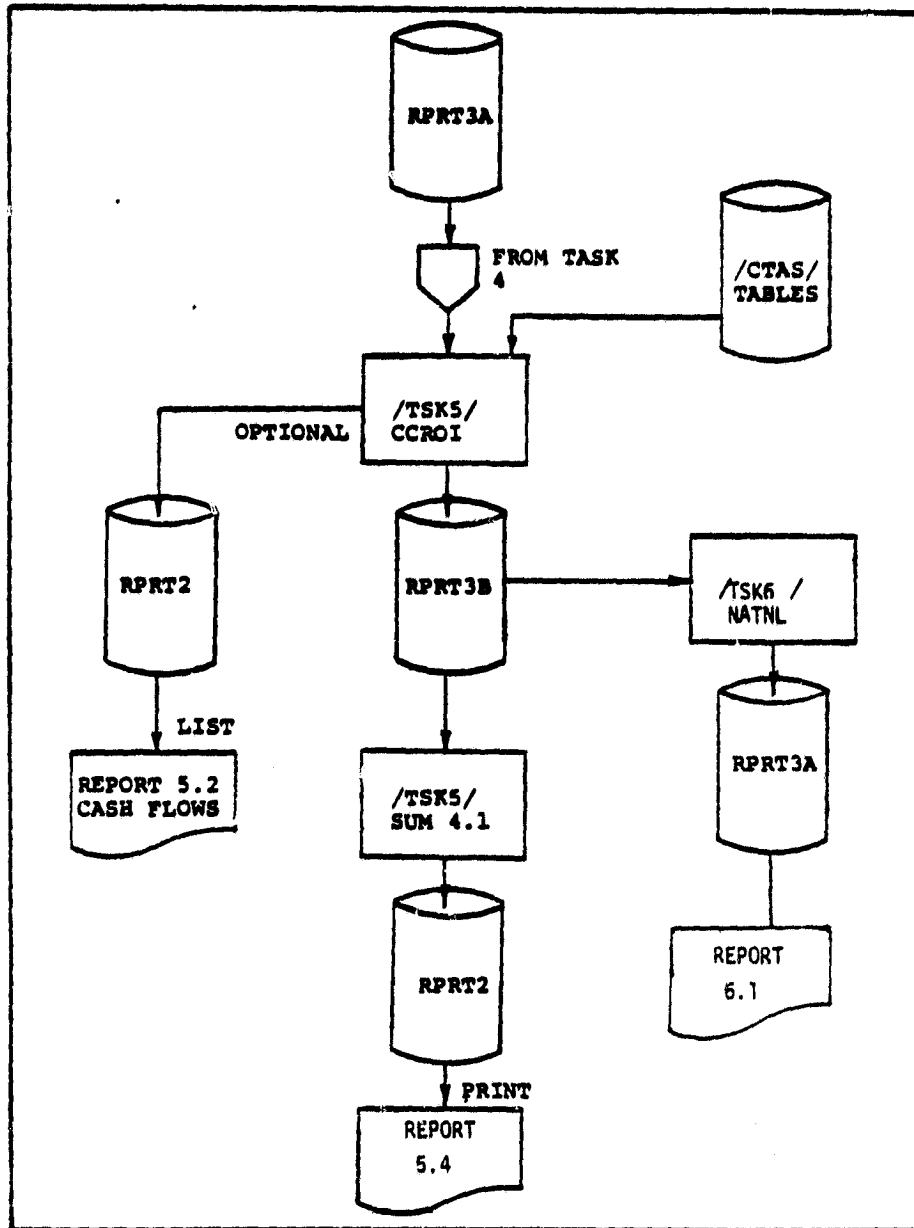 RPRT3A
FROM TASK
4
/CTAS/
TABLES
/TSK5/
CCROI
OPTIONAL
RPRT2
RPRT3B
/TSK6 /
NATNL
LIST
REPORT 5.2
CASH FLOWS
/TSK5/
SUM 4.1
RPRT3A
RPRT2
REPORT
6.1
PRINT
REPORT
5.4